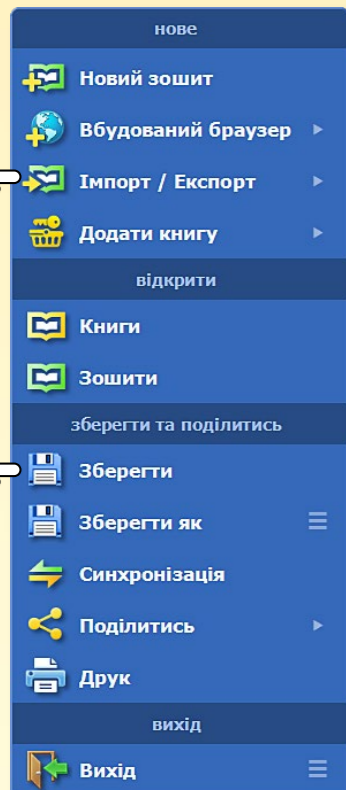 нове
Новий зошит
Вбудований браузер
Імпорт / Експорт
Додати книгу
відкрити
Книги
Зошити
зберегти та поділитись
Зберегти
Зберегти як
Синхронізація
Поділитись
Друк
вихід
Вихід